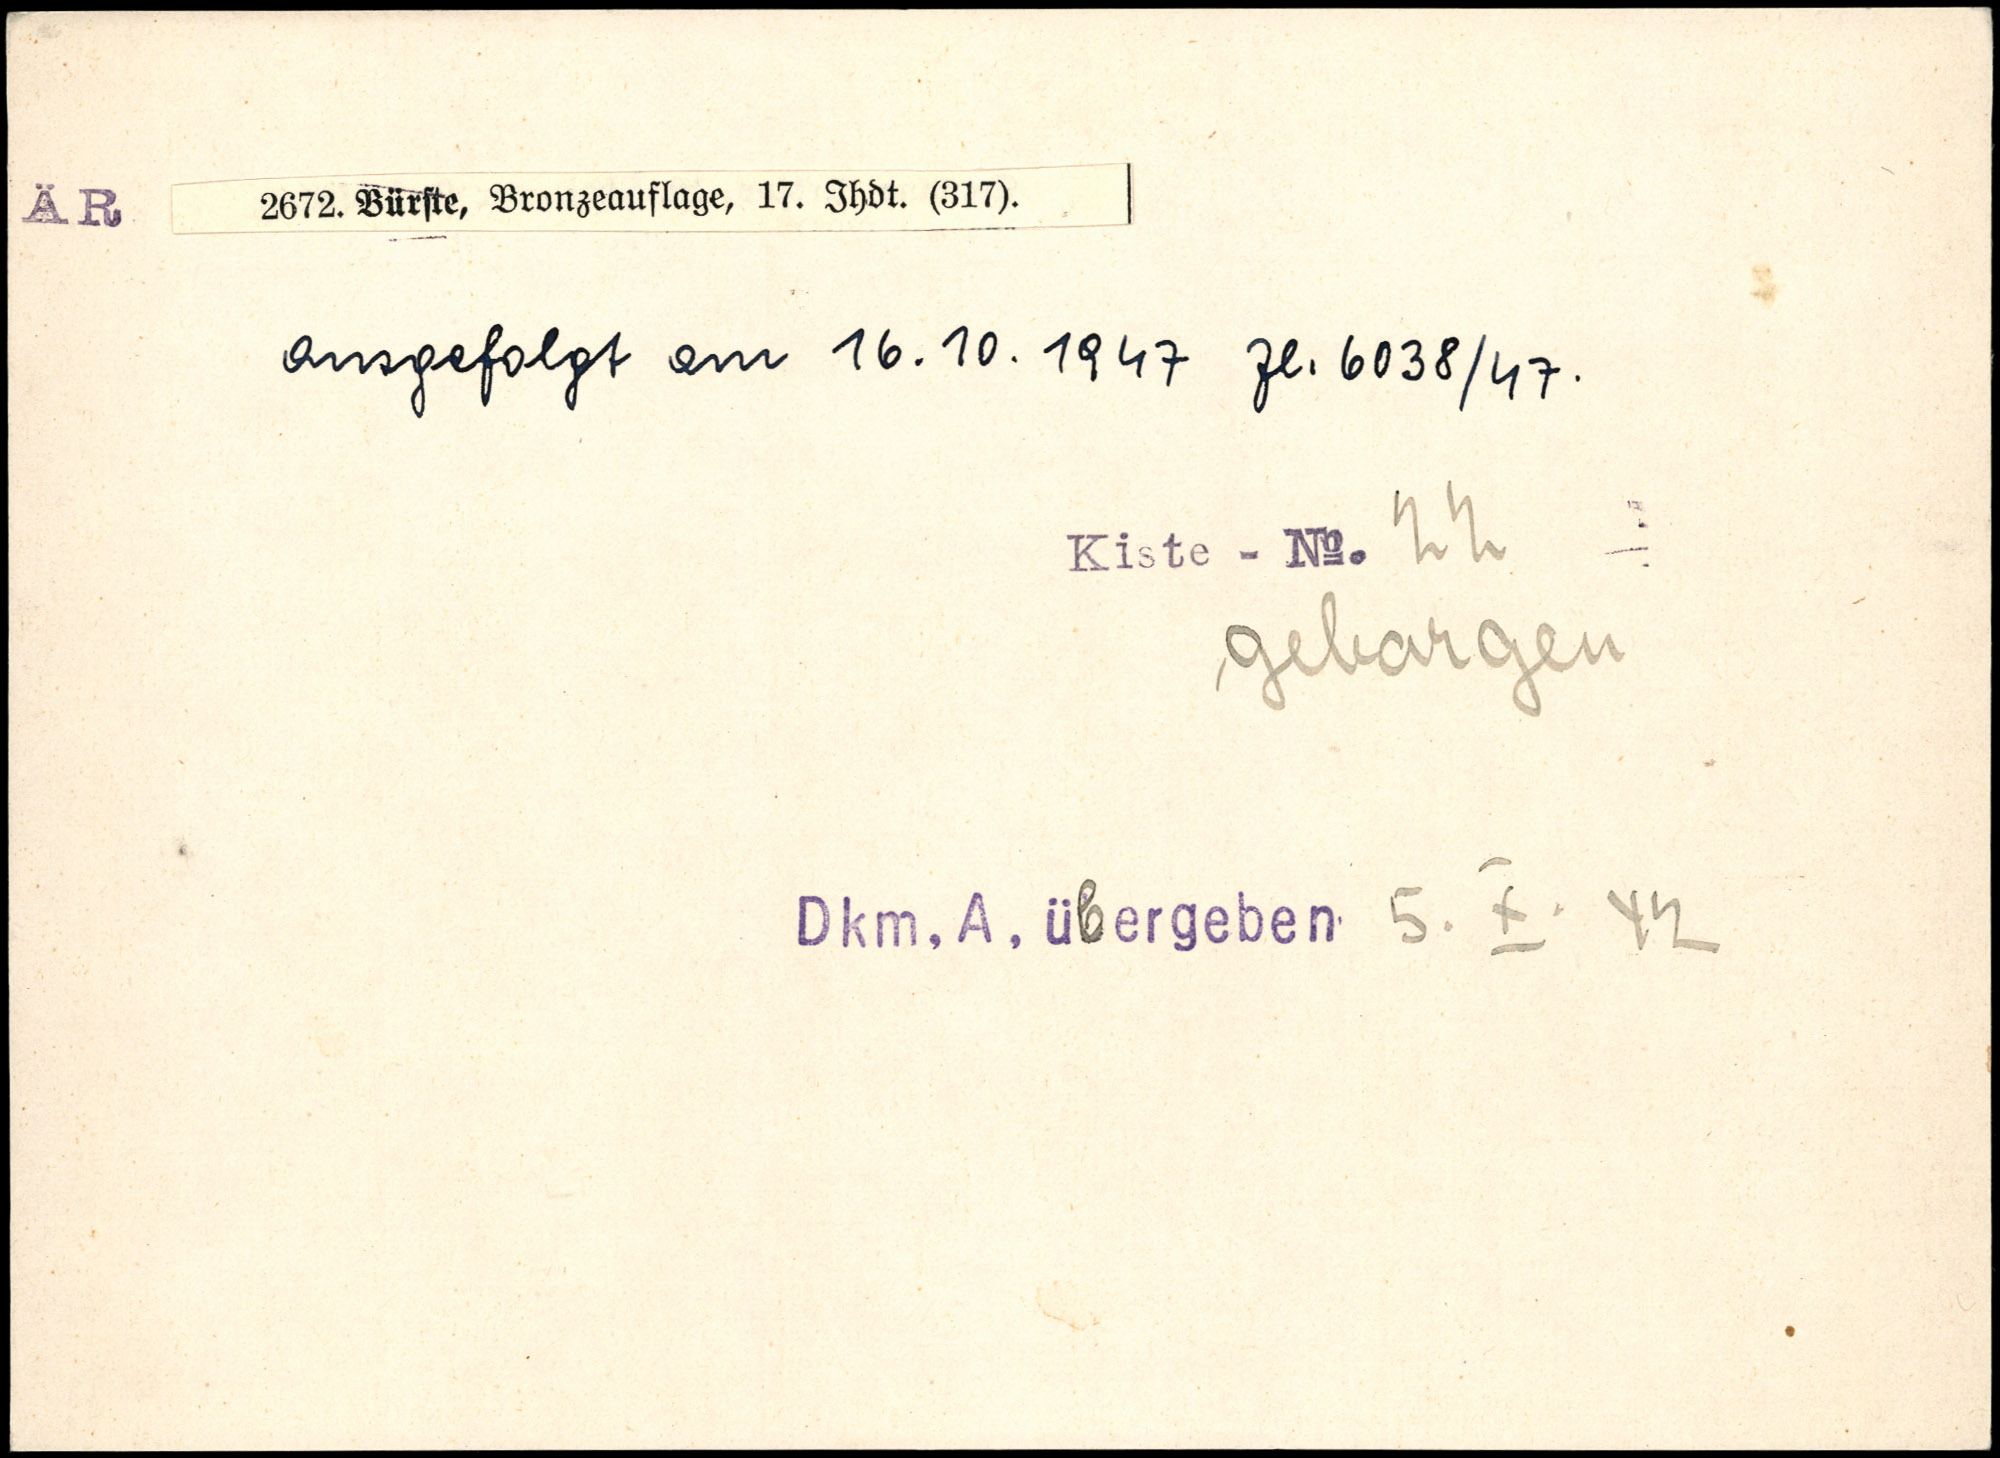 ÄR 2672. Bürste, Bronzeauflage, 17. Jhdt. (317).
ausgefolgt am 16.10.1947 Zl. 6038/47.
Kiste - No.
geborgen
Dkm. A. übergeben 5. X. 42